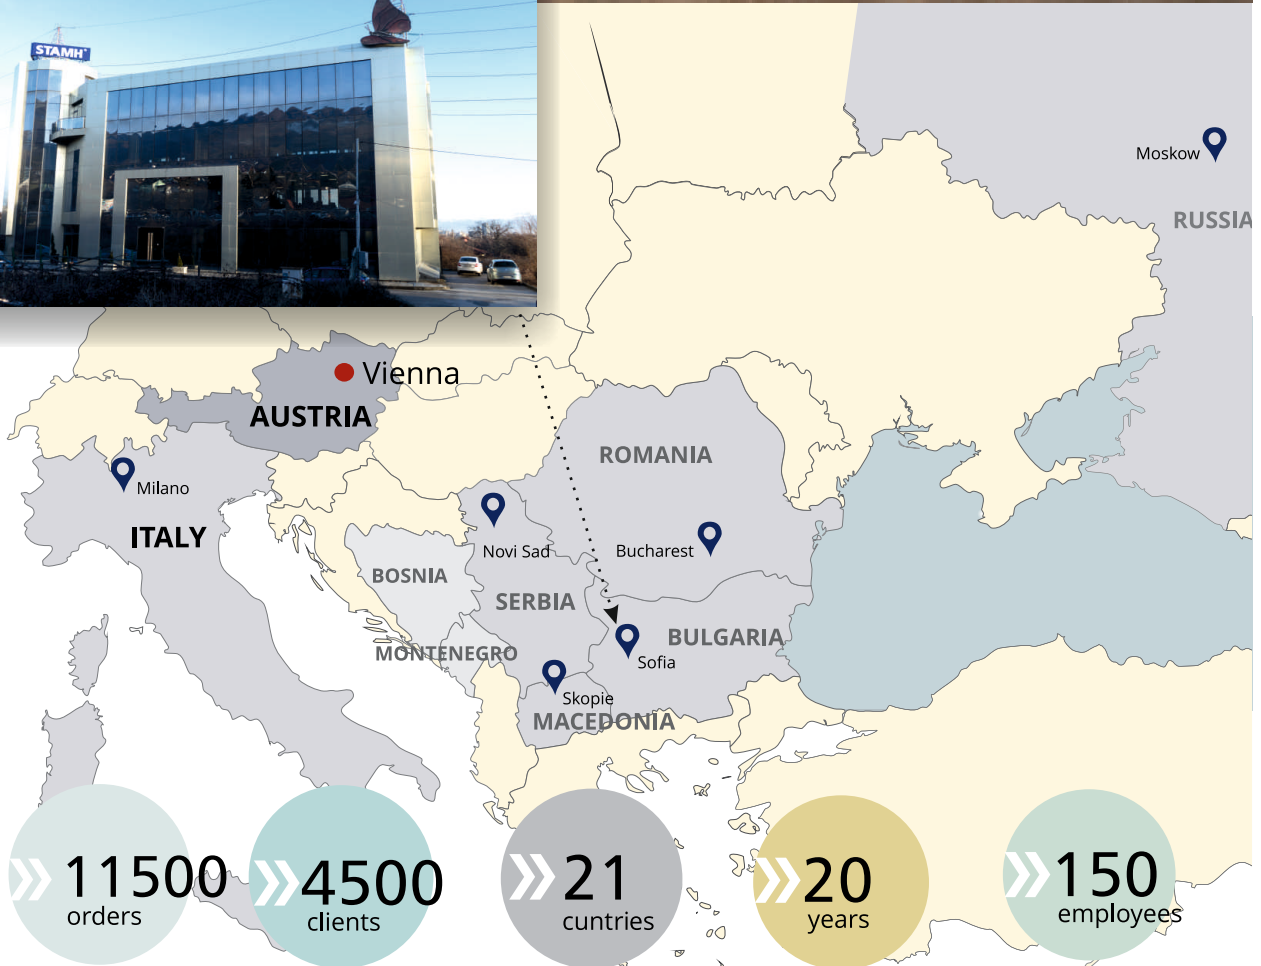 STAMH
Moskow
RUSSIA
Vienna
AUSTRIA
ROMANIA
Milano
ITALY
Novi Sad
Bucharest
BOSNIA
SERBIA
BULGARIA
MONTENEGRO
Sofia
Skopie
MACEDONIA
11500
orders
4500
clients
21
cuntries
20
years
150
employees